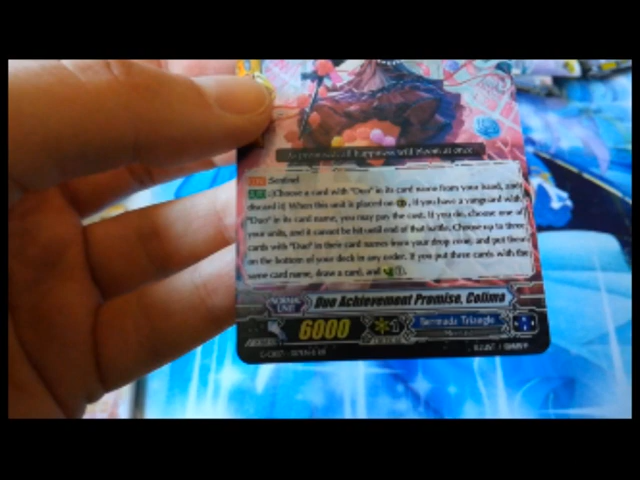 Sentinel
[Choose a card with "Duo" in its card name from your hand, and
discard it] When this unit is placed on , if you have a vanguard with
"Duo" in its card name, you may pay the cost. If you do, choose one of
your units, and it cannot be hit until end of that battle. Choose up to three
cards with "Duo" in their card names from your drop zone, and put them
on the bottom of your deck in any order. If you put three cards with the
same card name, draw a card, and
NORMAL UNIT
Duo Achievement Promise, Colima
6000
1
Bermuda Triangle